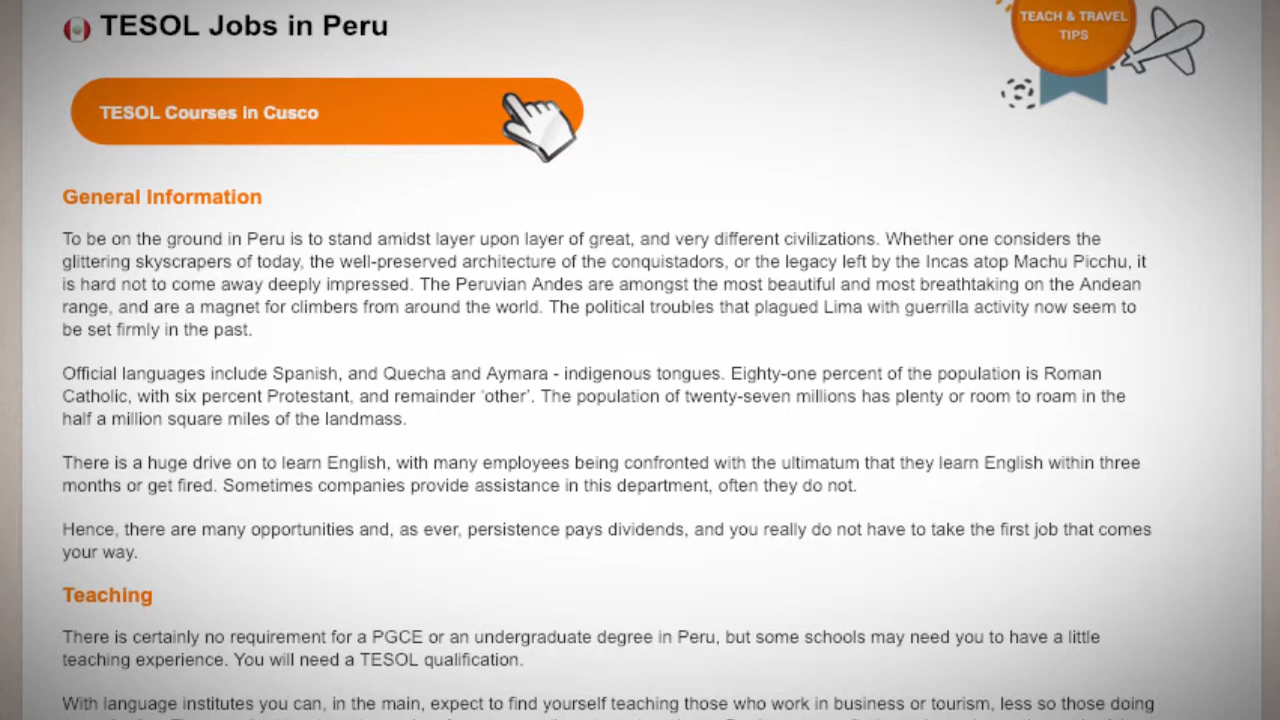 TESOL Jobs in Peru
TEACH & TRAVEL
TIPS
TESOL Courses in Cusco
General Information
To be on the ground in Peru is to stand amidst layer upon layer of great, and very different civilizations. Whether one considers the
glittering skyscrapers of today, the well-preserved architecture of the conquistadors, or the legacy left by the Incas atop Machu Picchu, it
is hard not to come away deeply impressed. The Peruvian Andes are amongst the most beautiful and most breathtaking on the Andean
range, and are a magnet for climbers from around the world. The political troubles that plagued Lima with guerrilla activity now seem to
be set firmly in the past.
Official languages include Spanish, and Quecha and Aymara - indigenous tongues. Eighty-one percent of the population is Roman
Catholic, with six percent Protestant, and remainder ‘other’. The population of twenty-seven millions has plenty or room to roam in the
half a million square miles of the landmass.
There is a huge drive on to learn English, with many employees being confronted with the ultimatum that they learn English within three
months or get fired. Sometimes companies provide assistance in this department, often they do not.
Hence, there are many opportunities and, as ever, persistence pays dividends, and you really do not have to take the first job that comes
your way.
Teaching
There is certainly no requirement for a PGCE or an undergraduate degree in Peru, but some schools may need you to have a little
teaching experience. You will need a TESOL qualification.
With language institutes you can, in the main, expect to find yourself teaching those who work in business or tourism, less so those doing